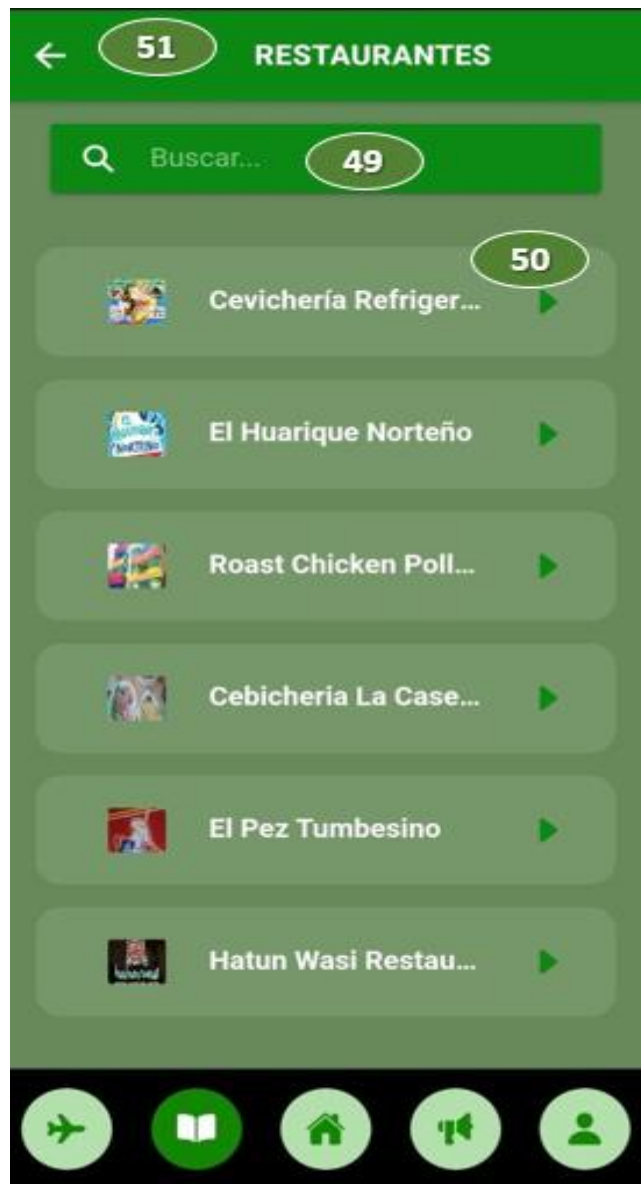 51 RESTAURANTES
Buscar... 49
50
Cevichería Refriger...
El Huarique Norteño
Roast Chicken Poll...
Cebicheria La Case...
El Pez Tumbesino
Hatun Wasi Restau...